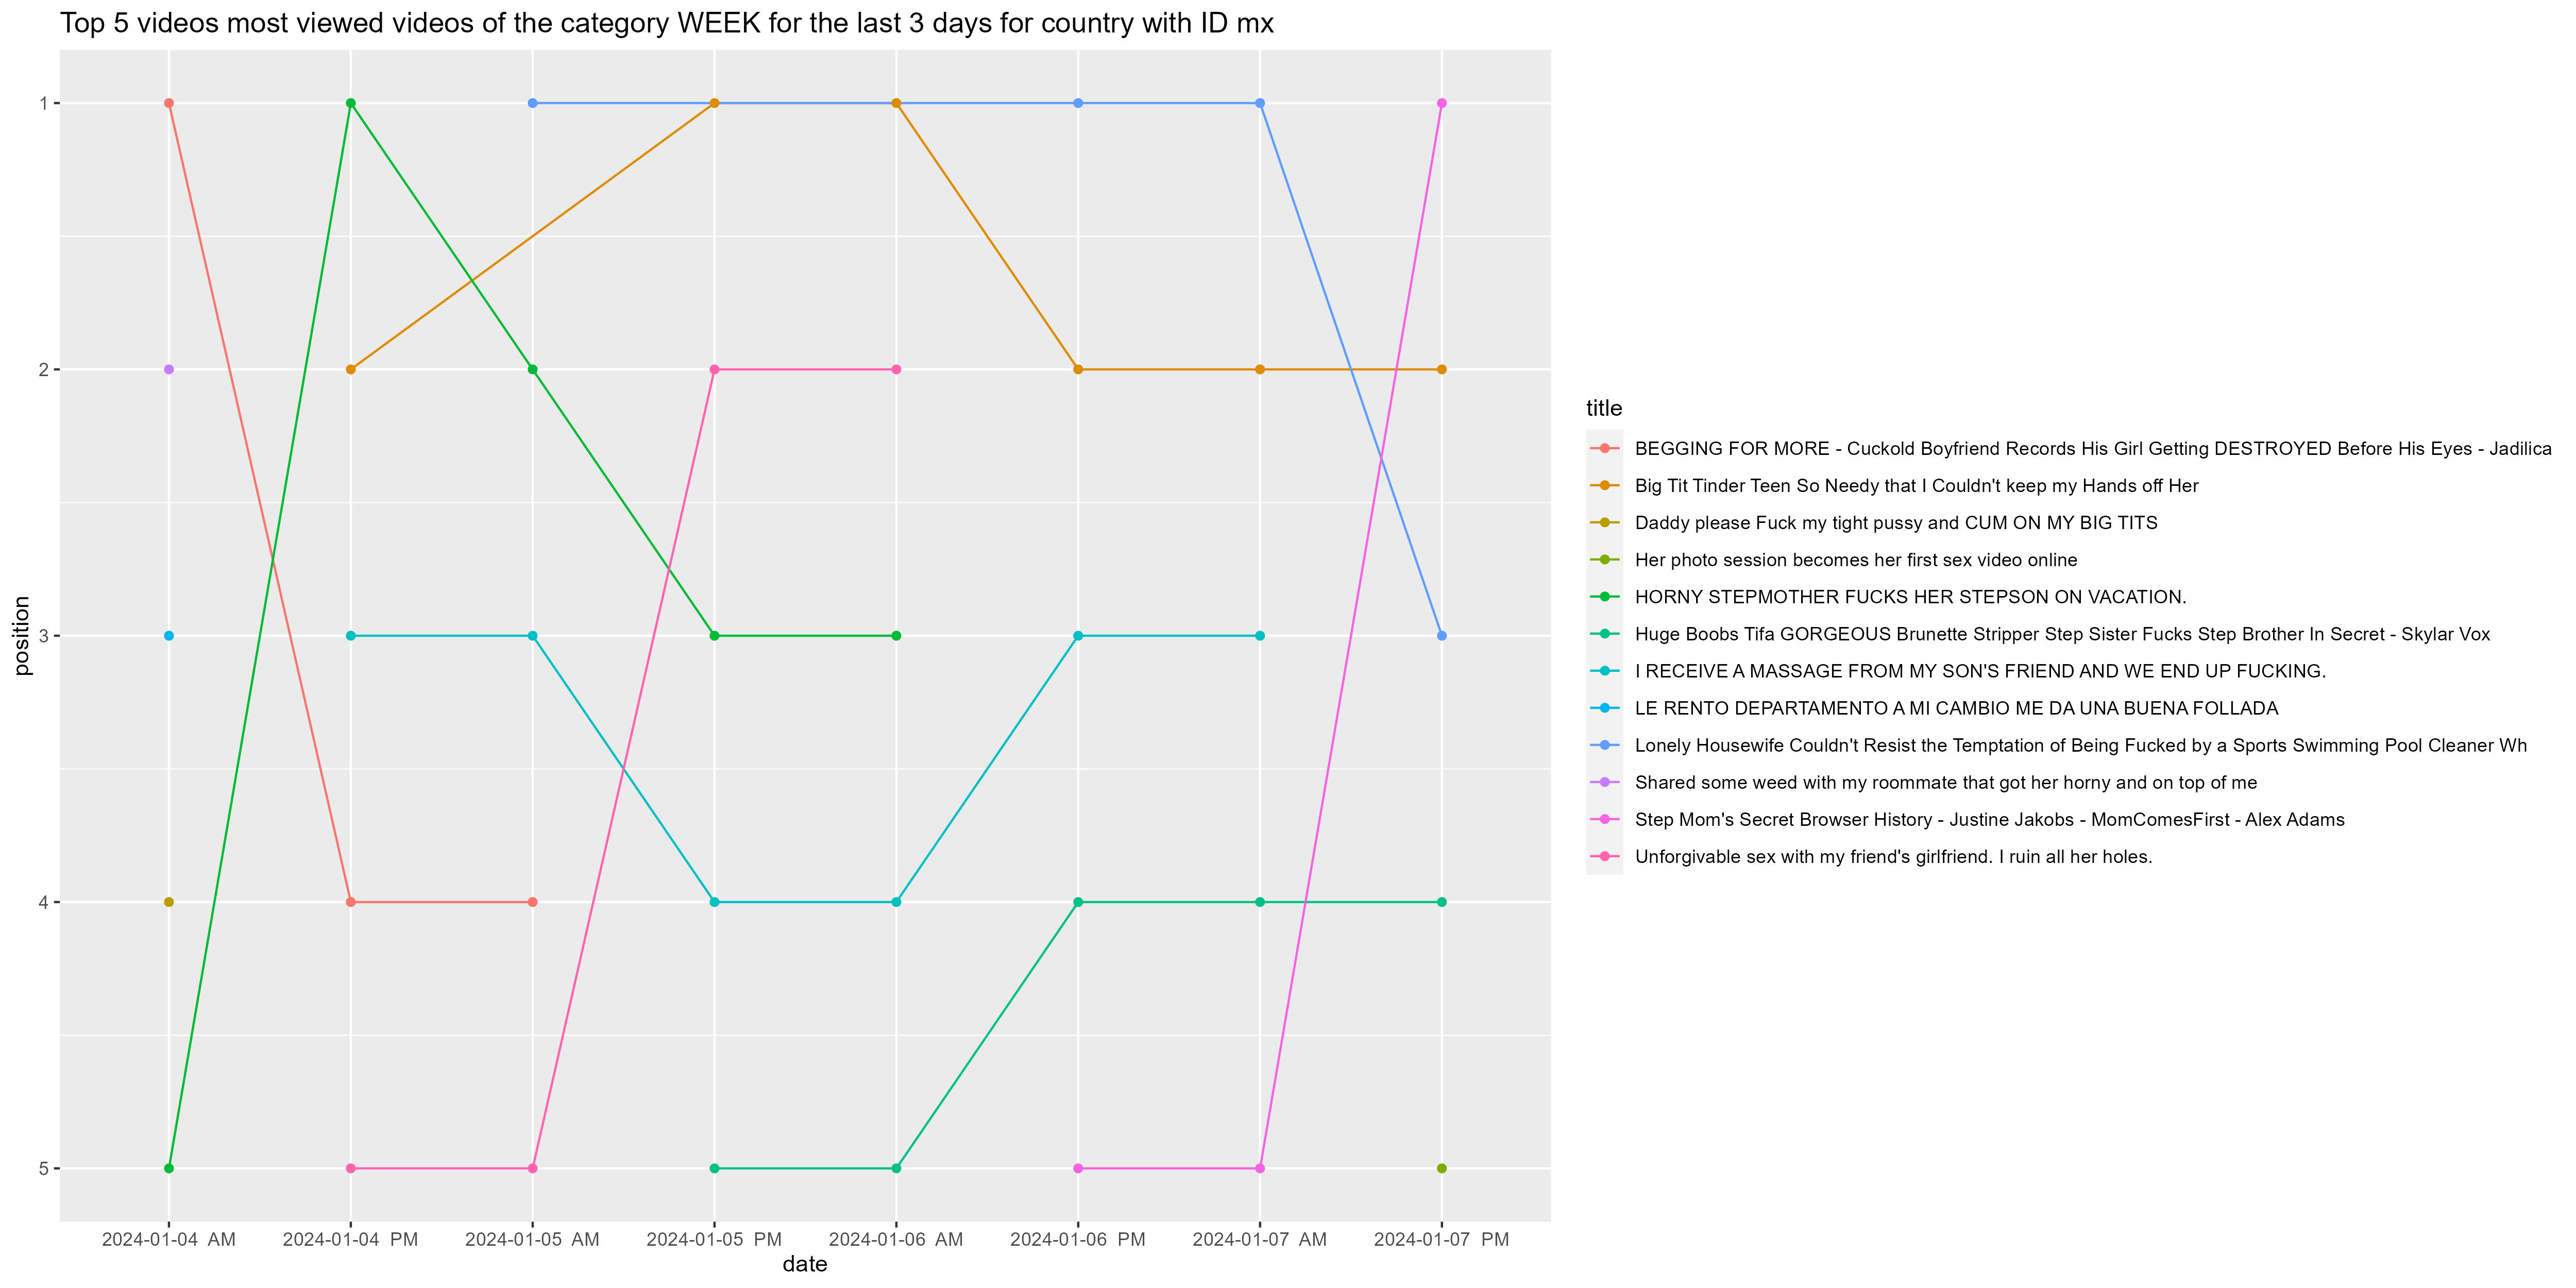 Top 5 videos most viewed videos of the category WEEK for the last 3 days for country with ID mx
position
1
2
3
4
5
2024-01-04 AM
2024-01-04 PM
2024-01-05 AM
2024-01-05 PM
2024-01-06 AM
2024-01-06 PM
2024-01-07 AM
2024-01-07 PM
date
title
BEGGING FOR MORE - Cuckold Boyfriend Records His Girl Getting DESTROYED Before His Eyes - Jadilica
Big Tit Tinder Teen So Needy that I Couldn't keep my Hands off Her
Daddy please Fuck my tight pussy and CUM ON MY BIG TITS
Her photo session becomes her first sex video online
HORNY STEPMOTHER FUCKS HER STEPSON ON VACATION.
Huge Boobs Tifa GORGEOUS Brunette Stripper Step Sister Fucks Step Brother In Secret - Skylar Vox
I RECEIVE A MASSAGE FROM MY SON'S FRIEND AND WE END UP FUCKING.
LE RENTO DEPARTAMENTO A MI CAMBIO ME DA UNA BUENA FOLLADA
Lonely Housewife Couldn't Resist the Temptation of Being Fucked by a Sports Swimming Pool Cleaner Wh
Shared some weed with my roommate that got her horny and on top of me
Step Mom's Secret Browser History - Justine Jakobs - MomComesFirst - Alex Adams
Unforgivable sex with my friend's girlfriend. I ruin all her holes.